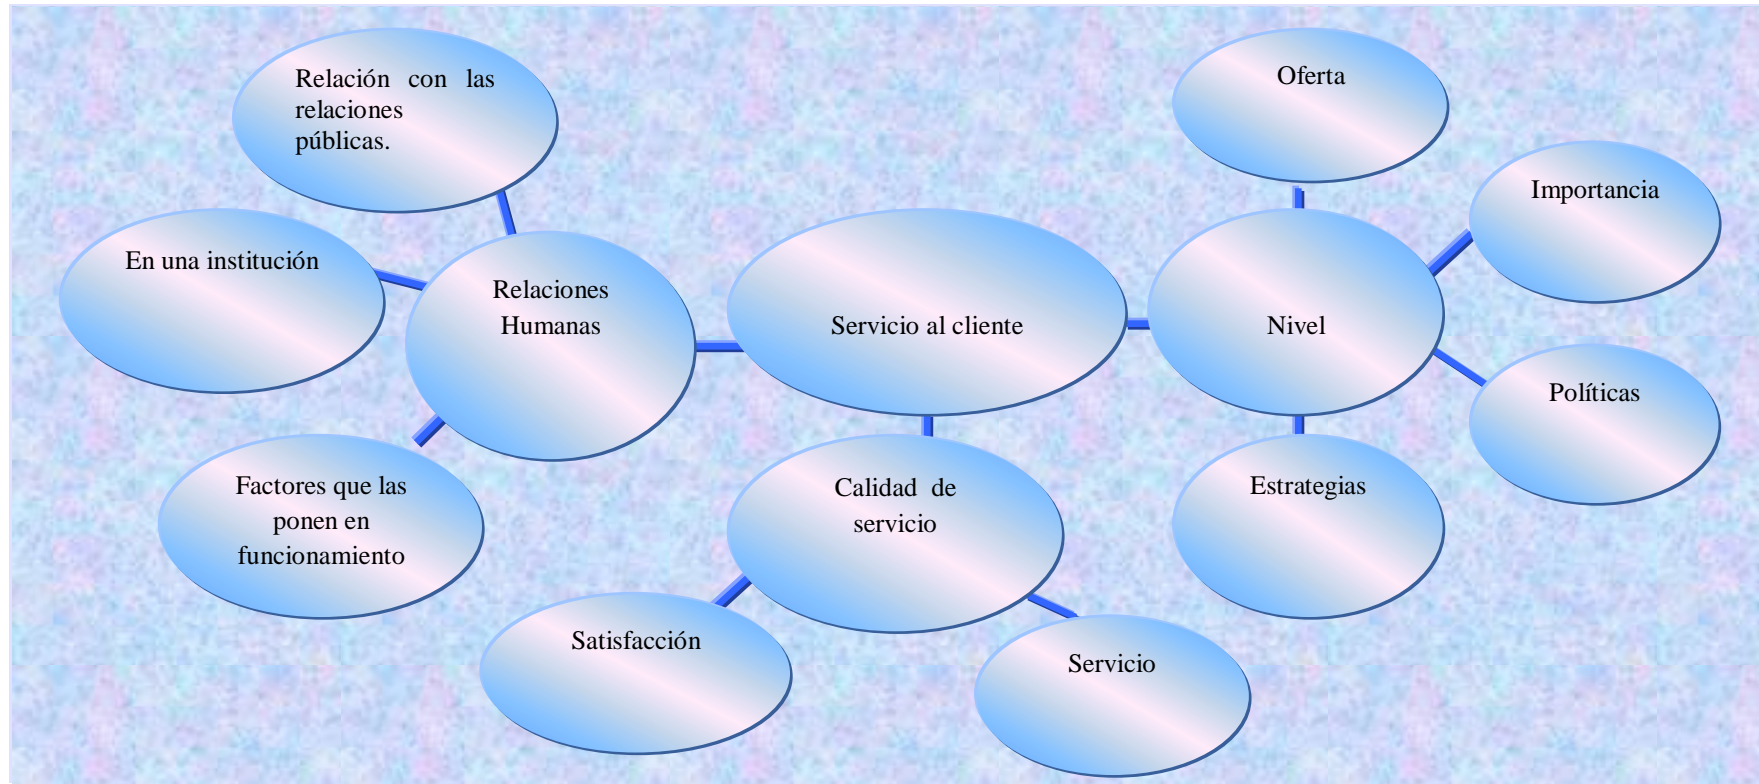 Relación con las
relaciones
públicas.
Oferta
Importancia
En una institución
Relaciones
Humanas
Servicio al cliente
Nivel
Políticas
Factores que las
ponen en
funcionamiento
Calidad de
servicio
Estrategias
Satisfacción
Servicio